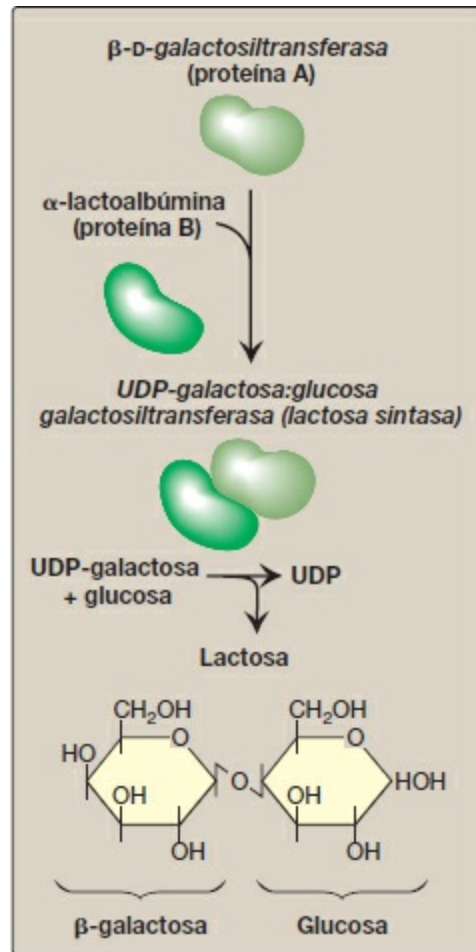 β-D-galactosiltransferasa
(proteína A)
α-lactoalbúmina
(proteína B)
UDP-galactosa:glucosa
galactosiltransferasa (lactosa sintasa)
UDP-galactosa
+ glucosa
UDP
Lactosa
CH₂OH
CH₂OH
O
O
HO
O
HOH
OH
OH
OH
OH
β-galactosa
Glucosa